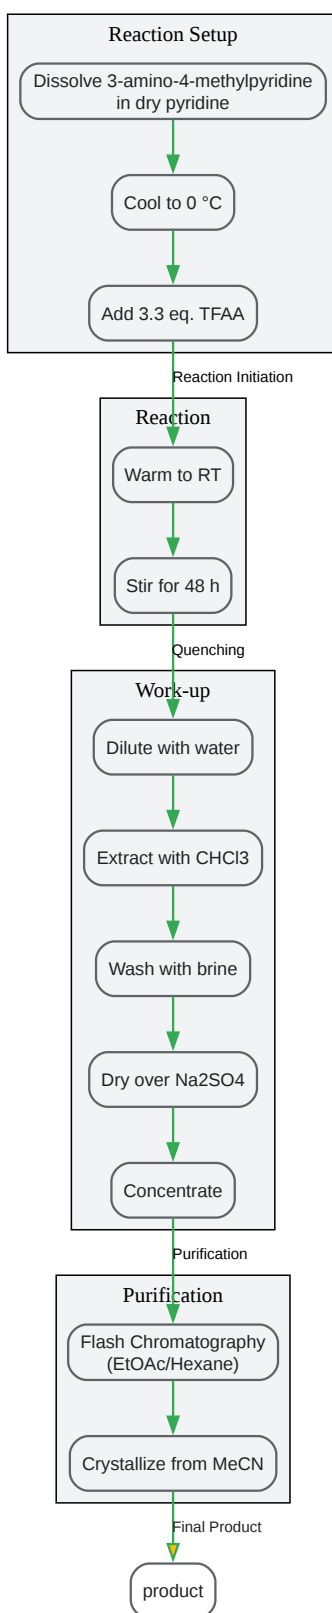 Reaction Setup
Dissolve 3-amino-4-methylpyridine
in dry pyridine
Cool to 0 °C
Add 3.3 eq. TFAA
Reaction Initiation
Reaction
Warm to RT
Stir for 48 h
Quenching
Work-up
Dilute with water
Extract with CHCl3
Wash with brine
Dry over Na2SO4
Concentrate
Purification
Purification
Flash Chromatography
(EtOAc/Hexane)
Crystallize from MeCN
Final Product
product